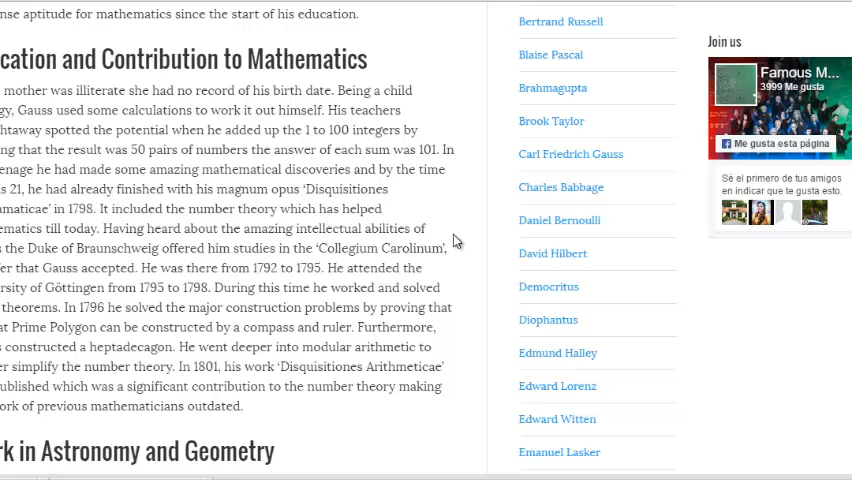 nse aptitude for mathematics since the start of his education.
cation and Contribution to Mathematics
mother was illiterate she had no record of his birth date. Being a child
gy, Gauss used some calculations to work it out himself. His teachers
htaway spotted the potential when he added up the 1 to 100 integers by
ng that the result was 50 pairs of numbers the answer of each sum was 101. In
enage he had made some amazing mathematical discoveries and by the time
s 21, he had already finished with his magnum opus ‘Disquisitiones
hmaticae’ in 1798. It included the number theory which has helped
ematics till today. Having heard about the amazing intellectual abilities of
s the Duke of Braunschweig offered him studies in the ‘Collegium Carolinum’,
er that Gauss accepted. He was there from 1792 to 1795. He attended the
rsity of Göttingen from 1795 to 1798. During this time he worked and solved
theorems. In 1796 he solved the major construction problems by proving that
at Prime Polygon can be constructed by a compass and ruler. Furthermore,
s constructed a heptadecagon. He went deeper into modular arithmetic to
er simplify the number theory. In 1801, his work ‘Disquisitiones Arithmeticae’
ublished which was a significant contribution to the number theory making
ork of previous mathematicians outdated.
rk in Astronomy and Geometry
Bertrand Russell
Blaise Pascal
Brahmagupta
Brook Taylor
Carl Friedrich Gauss
Charles Babbage
Daniel Bernoulli
David Hilbert
Democritus
Diophantus
Edmund Halley
Edward Lorenz
Edward Witten
Emanuel Lasker
Join us
Famous M...
3999 Me gusta
Me gusta esta página
Sé el primero de tus amigos
en indicar que te gusta esto.